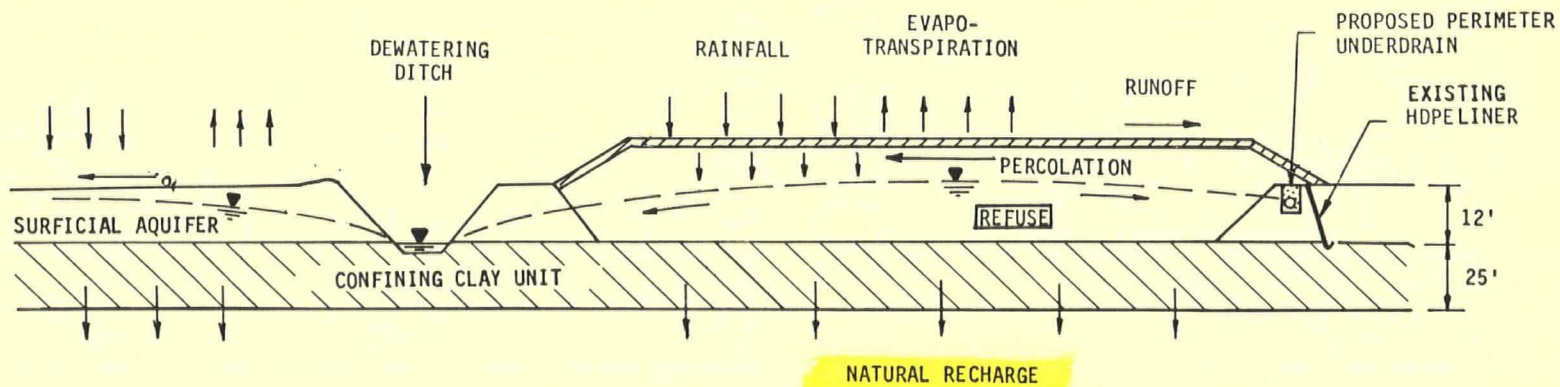 EVAPO-
TRANSPIRATION
PROPOSED PERIMETER
UNDERDRAIN
DEWATERING
DITCH
RAINFALL
RUNOFF
EXISTING
HDPELINER
PERCOLATION
SURFICIAL AQUIFER
REFUSE
12'
CONFINING CLAY UNIT
25'
NATURAL RECHARGE